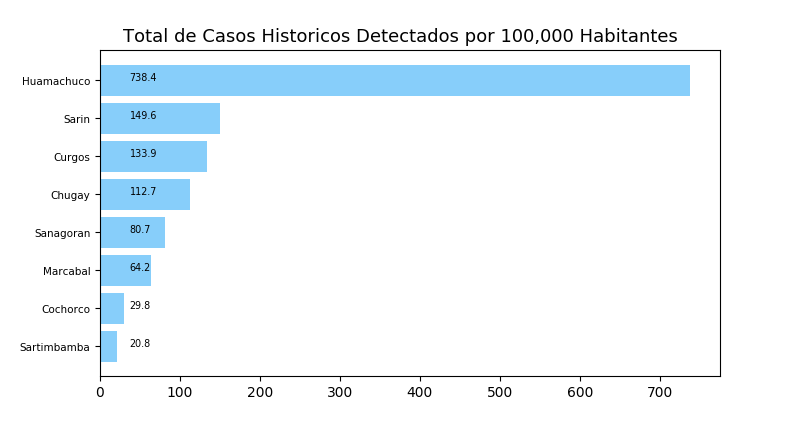 Total de Casos Historicos Detectados por 100,000 Habitantes
Huamachuco 738.4
Sarin 149.6
Curgos 133.9
Chugay 112.7
Sanagoran 80.7
Marcabal 64.2
Cochorco 29.8
Sartimbamba 20.8
0 100 200 300 400 500 600 700